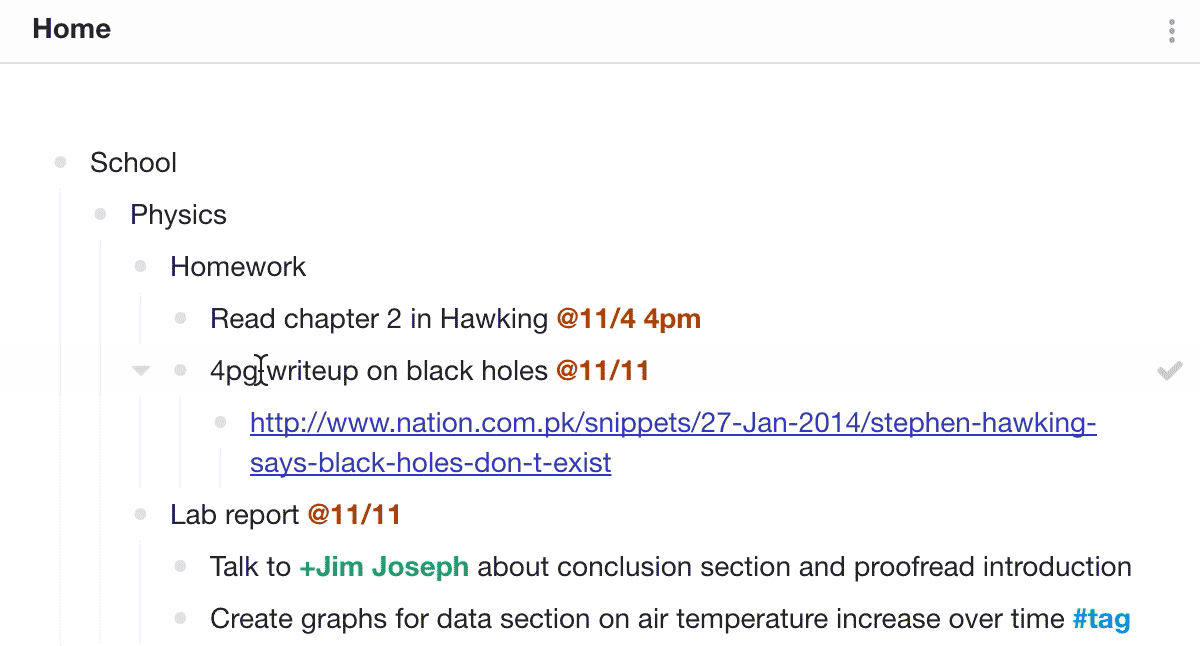 Home
School
Physics
Homework
Read chapter 2 in Hawking @11/4 4pm
4pg writeup on black holes @11/11
http://www.nation.com.pk/snippets/27-Jan-2014/stephen-hawking-
says-black-holes-don-t-exist
Lab report @11/11
Talk to +Jim Joseph about conclusion section and proofread introduction
Create graphs for data section on air temperature increase over time #tag